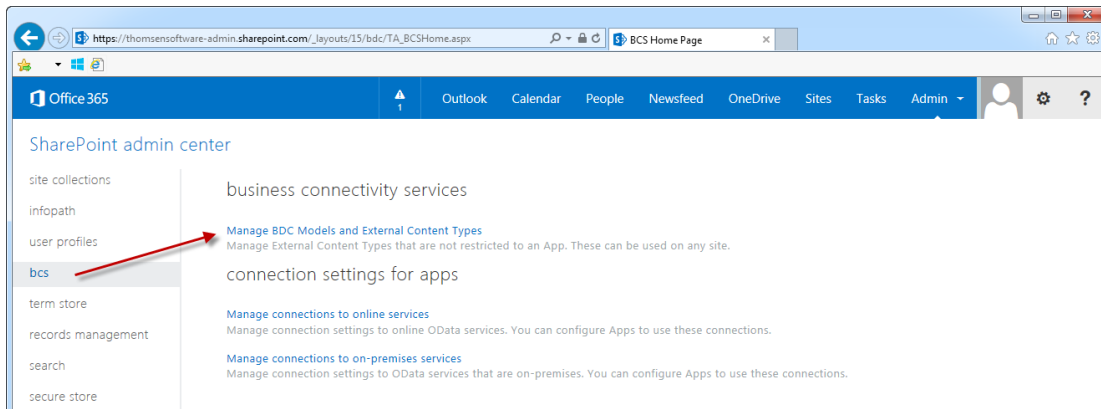 https://thomsensoftware-admin.sharepoint.com/_layouts/15/bdc/TA_BCSHome.aspx
BCS Home Page
Office 365
1
Outlook Calendar People Newsfeed OneDrive Sites Tasks Admin
?
SharePoint admin center
site collections
infopath
user profiles
bcs
term store
records management
search
secure store
business connectivity services
Manage BDC Models and External Content Types
Manage External Content Types that are not restricted to an App. These can be used on any site.
connection settings for apps
Manage connections to online services
Manage connection settings to online OData services. You can configure Apps to use these connections.
Manage connections to on-premises services
Manage connection settings to OData services that are on-premises. You can configure Apps to use these connections.